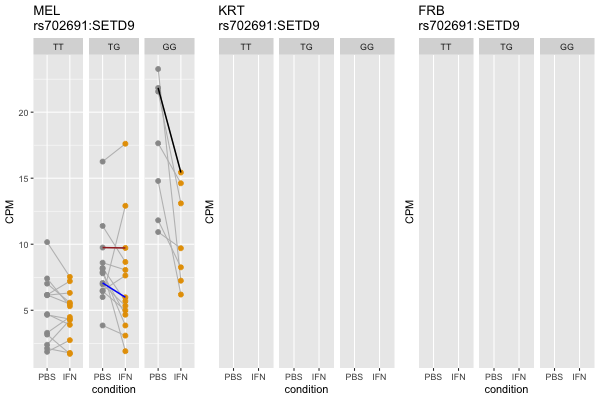 MEL
rs702691:SETD9
TT TG GG
CPM
20
15
10
5
PBS IFN PBS IFN PBS IFN
condition
KRT
rs702691:SETD9
TT TG GG
CPM
PBS IFN PBS IFN PBS IFN
condition
FRB
rs702691:SETD9
TT TG GG
CPM
PBS IFN PBS IFN PBS IFN
condition